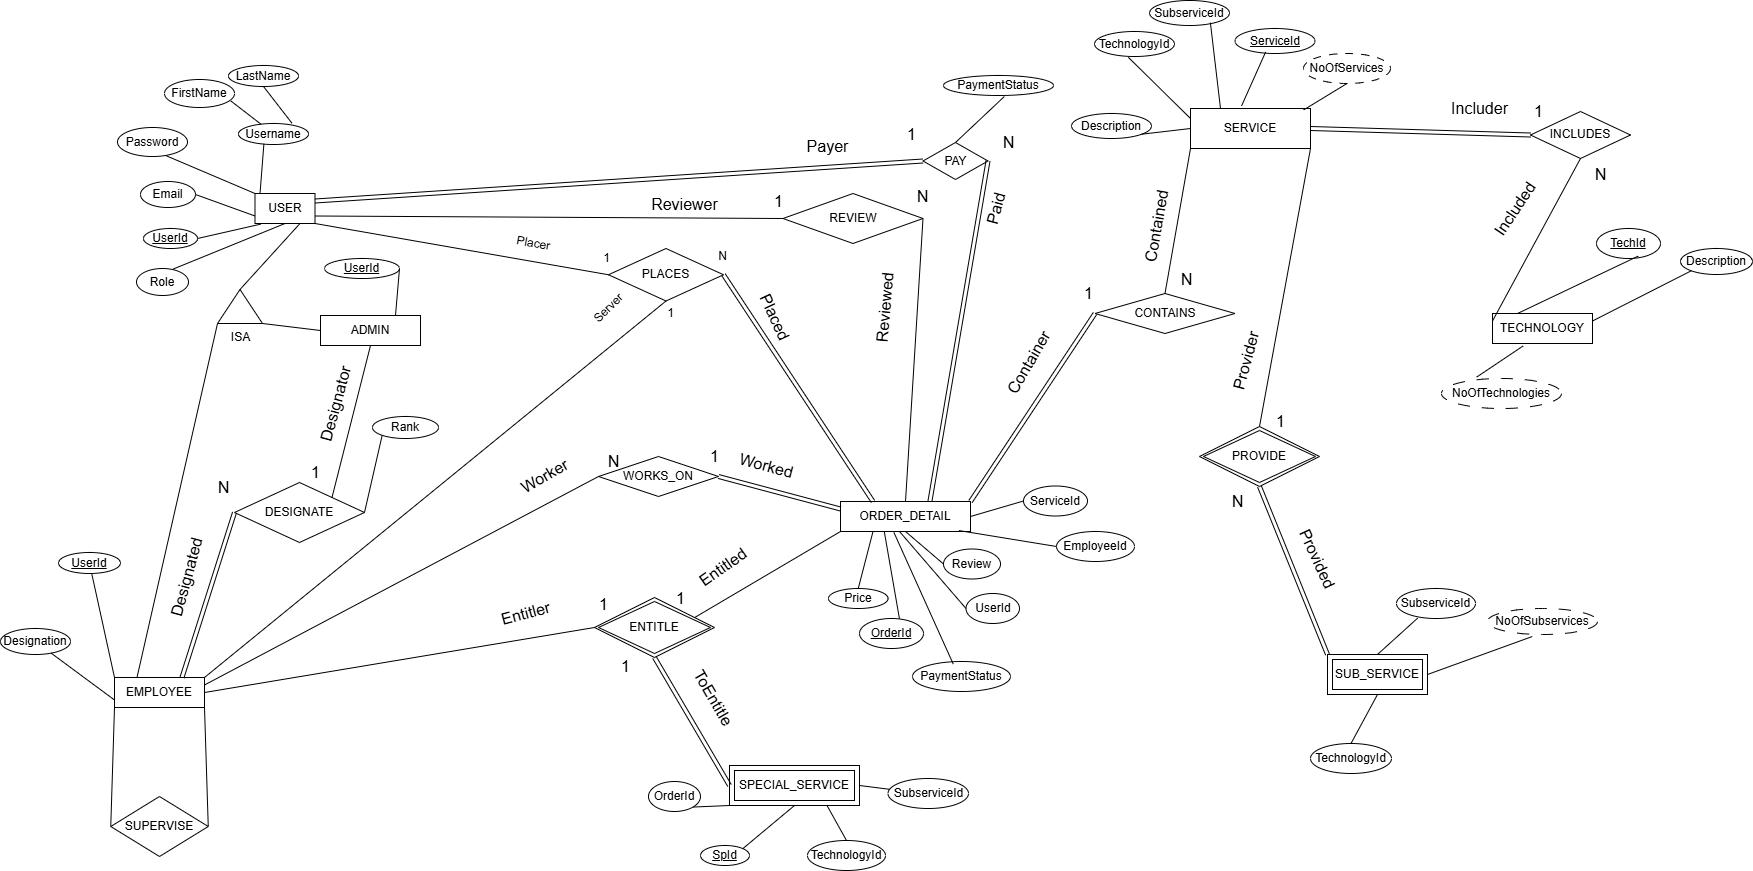 SubserviceId
TechnologyId
ServiceId
NoOfServices
LastName
FirstName
PaymentStatus
Includer
1
Description
SERVICE
INCLUDES
Username
Password
Payer
1
N
PAY
N
Email
Included
USER
Reviewer
1
N
Paid
REVIEW
Contained
UserId
Placer
TechId
Role
UserId
1
N
Description
PLACES
Server
1
Placed
Reviewed
N
1
CONTAINS
ADMIN
ISA
TECHNOLOGY
Container
Provider
Designator
NoOfTechnologies
Rank
1
PROVIDE
N
1
N
1
Worker
Worked
WORKS_ON
N
DESIGNATE
ServiceId
ORDER_DETAIL
EmployeeId
Designated
Provided
UserId
Entitled
Review
Price
UserId
SubserviceId
Entitler
1
1
NoOfSubservices
ENTITLE
OrderId
Designation
1
PaymentStatus
SUB_SERVICE
EMPLOYEE
ToEntitle
TechnologyId
SPECIAL_SERVICE
OrderId
SubserviceId
SUPERVISE
SpId
TechnologyId